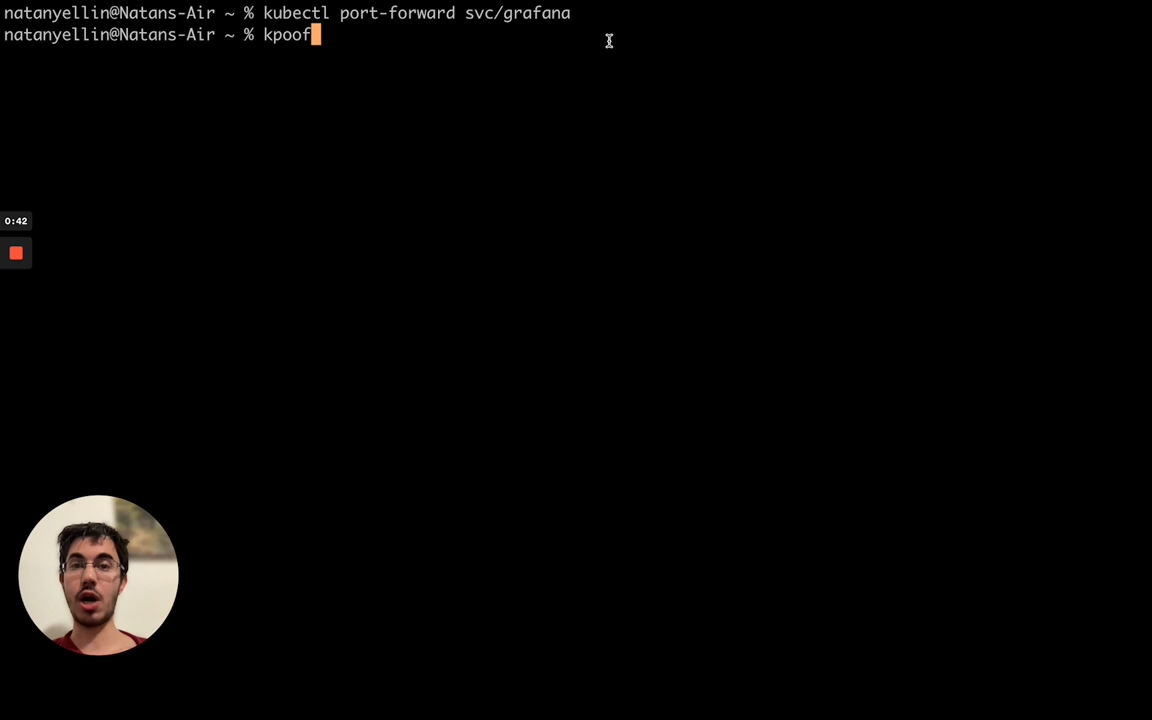 natanyellin@Natans-Air ~ % kubectl port-forward svc/grafana
natanyellin@Natans-Air ~ % kpoof
0:42